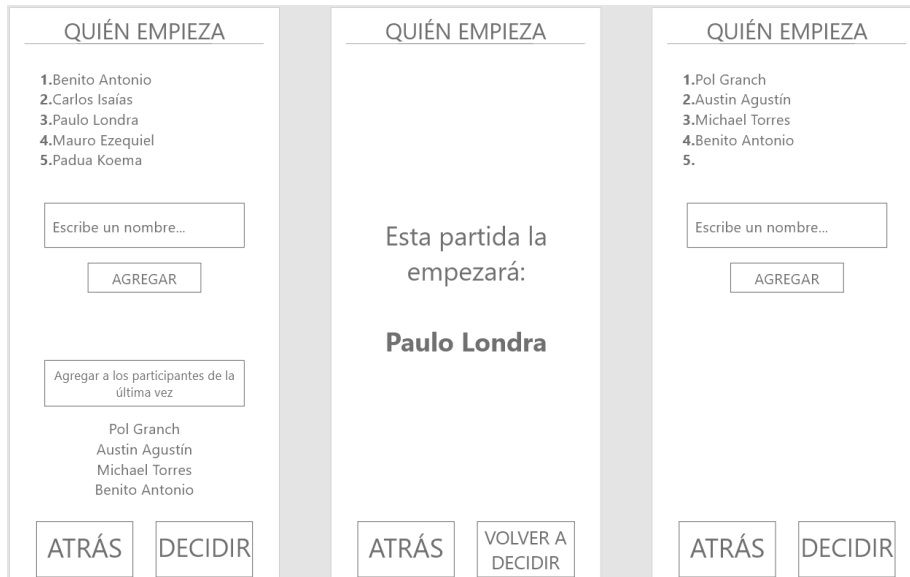 QUIÉN EMPIEZA
1.Benito Antonio
2.Carlos Isaías
3.Paulo Londra
4.Mauro Ezequiel
5.Padua Koema
Escribe un nombre...
AGREGAR
Agregar a los participantes de la
última vez
Pol Granch
Austin Agustín
Michael Torres
Benito Antonio
ATRÁS
DECIDIR
QUIÉN EMPIEZA
Esta partida la
empezará:
Paulo Londra
ATRÁS
VOLVER A
DECIDIR
QUIÉN EMPIEZA
1.Pol Granch
2.Austin Agustín
3.Michael Torres
4.Benito Antonio
5.
Escribe un nombre...
AGREGAR
ATRÁS
DECIDIR